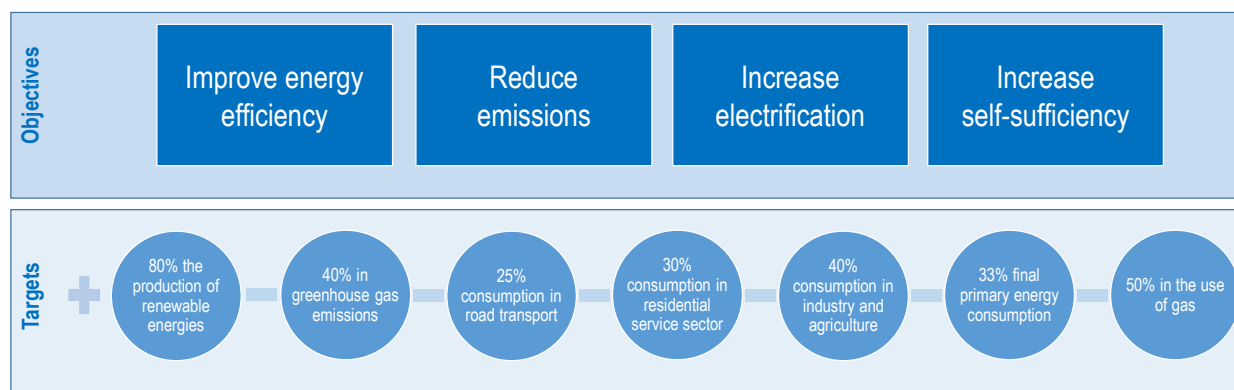 Objectives
Improve energy
efficiency
Reduce
emissions
Increase
electrification
Increase
self-sufficiency
Targets
80% the
production of
renewable
energies
40% in
greenhouse gas
emissions
25%
consumption in
road transport
30%
consumption in
residential
service sector
40%
consumption in
industry and
agriculture
33% final
primary energy
consumption
50% in the use
of gas